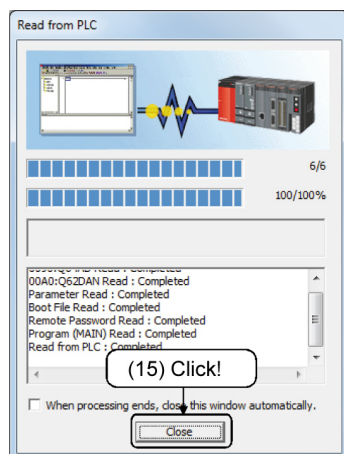 Read from PLC
6/6
100/100%
00A0:Q62DAN Read : Completed
Parameter Read : Completed
Boot File Read : Completed
Remote Password Read : Completed
Program (MAIN) Read : Completed
Read from PLC : Completed
(15) Click!
When processing ends, close this window automatically.
Close